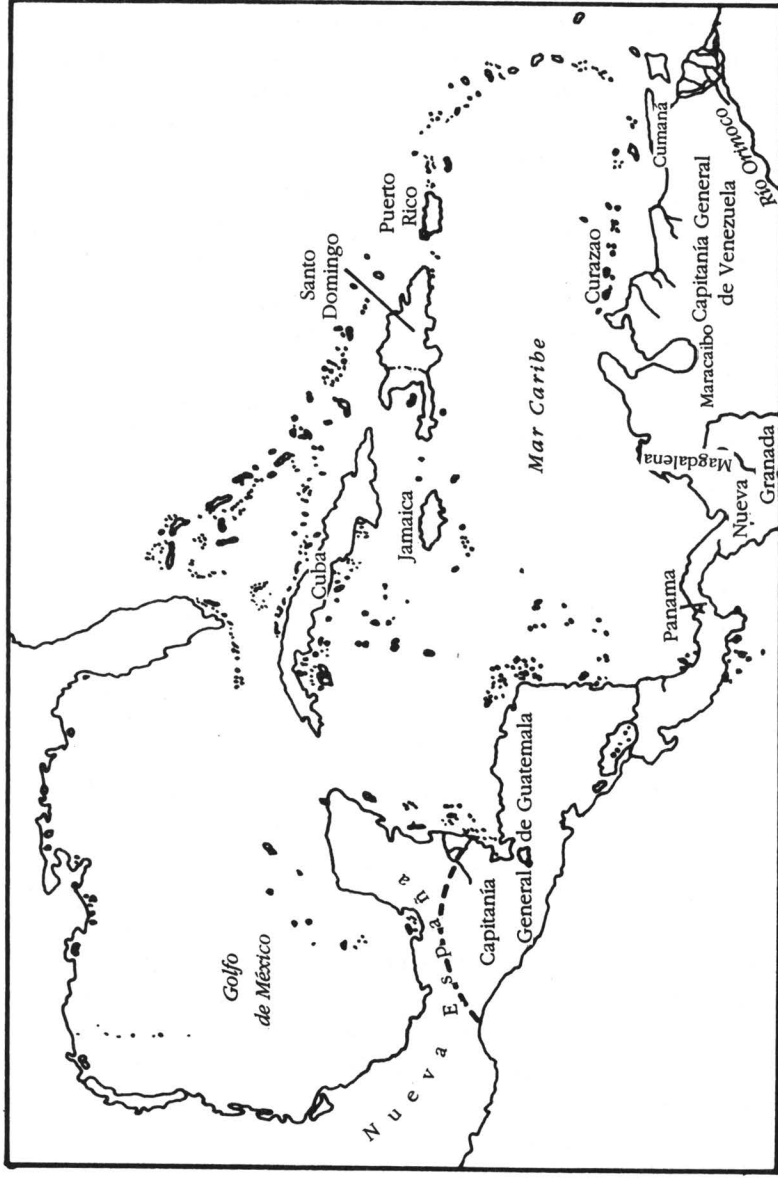 Golfo
de México
Nueva España
Capitanía
General de Guatemala
Cuba
Jamaica
Santo
Domingo
Puerto
Rico
Mar Caribe
Panama
Curazao
Cumaná
Río Orinoco
Capitanía General
de Venezuela
Maracaibo
Magdalena
Nueva
Granada